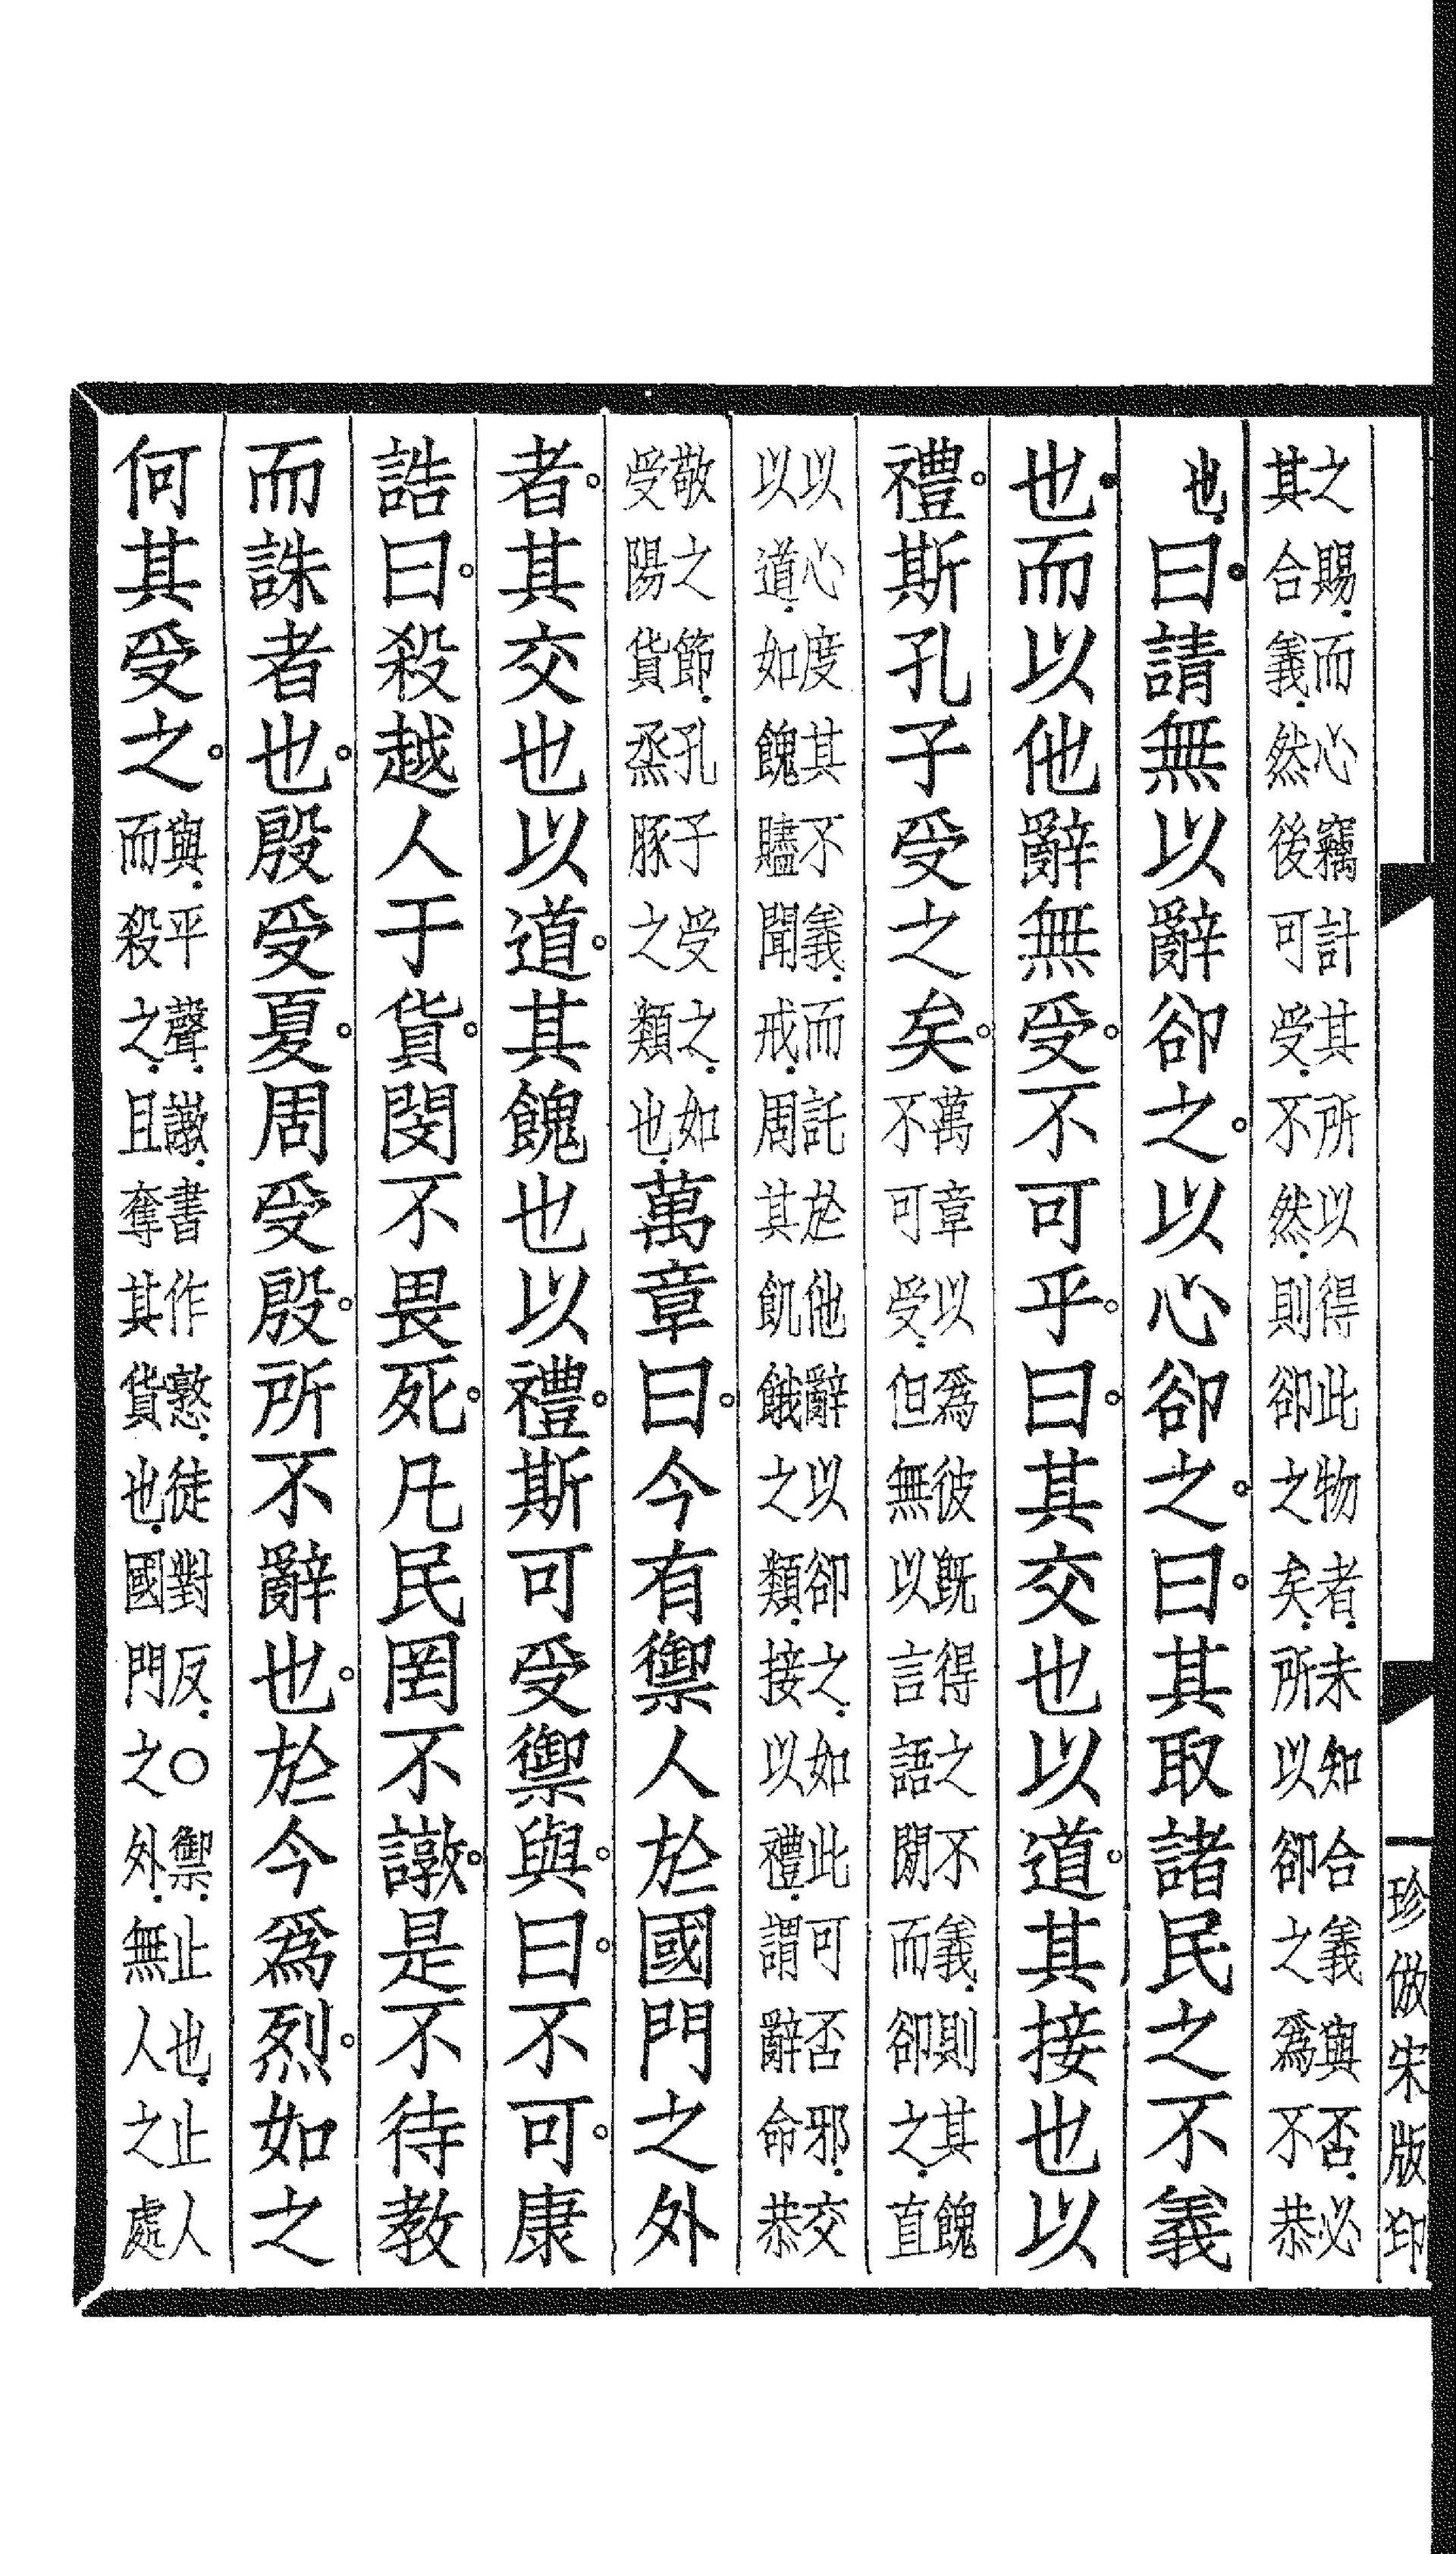 之賜、而心竊計其所以得此物者、未知合義與否、必
其合義、然後可受、不然、則卻之矣、所以卻之爲不恭
也、曰。請無以辭卻之。以心卻之。曰。其取諸民之不義
也。而以他辭無受。不可乎。曰。其交也以道。其接也以
禮。斯孔子受之矣。萬章以爲彼既得之不義、則其餽
不可受、但無以言語閒而卻之、直
以心度其不義、而託於他辭以卻之、如此可否邪、交
以道、如餽贐聞戒、周其飢餓之類、接以禮、謂辭命恭
敬之節、孔子受之、如
受陽貨烝豚之類也、萬章曰。今有禦人於國門之外
者。其交也以道。其餽也以禮。斯可受禦與。曰。不可。康
誥曰。殺越人于貨。閔不畏死。凡民罔不譈。是不待教
而誅者也。殷受夏。周受殷。所不辭也。於今爲烈。如之
何其受之。與、平聲、譈、書作憝、徒對反、○禦、止也、止人
而殺之、且奪其貨也、國門之外、無人之處
珍倣宋版印